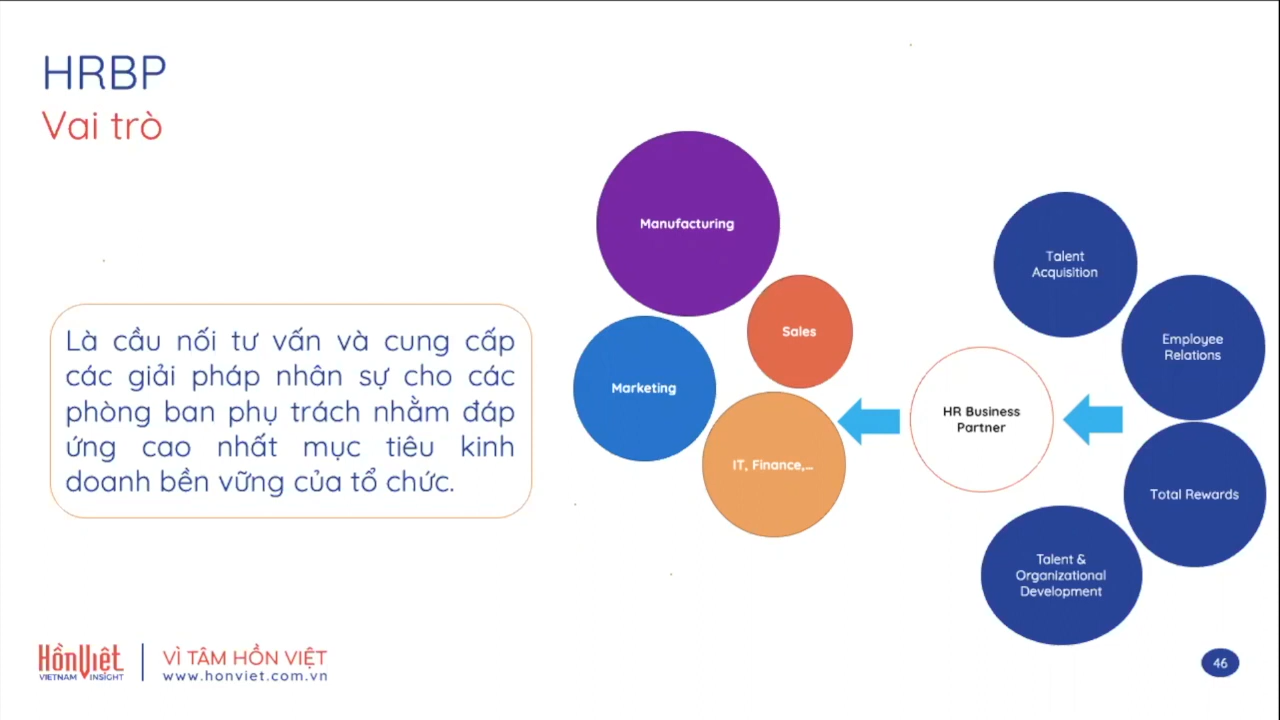 HRBP
Vai trò
Là cầu nối tư vấn và cung cấp
các giải pháp nhân sự cho các
phòng ban phụ trách nhằm đáp
ứng cao nhất mục tiêu kinh
doanh bền vững của tổ chức.
Manufacturing
Sales
Marketing
IT, Finance,...
HR Business
Partner
Talent
Acquisition
Employee
Relations
Total Rewards
Talent &
Organizational
Development
HồnViệt
VIETNAM INSIGHT
VÌ TÂM HỒN VIỆT
www.honviet.com.vn
46